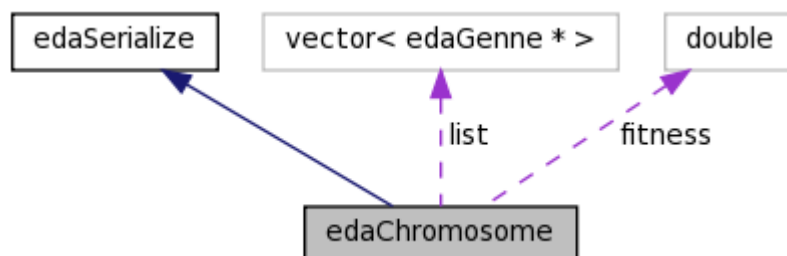 edaSerialize
vector< edaGenne * >
double
list
fitness
edaChromosome